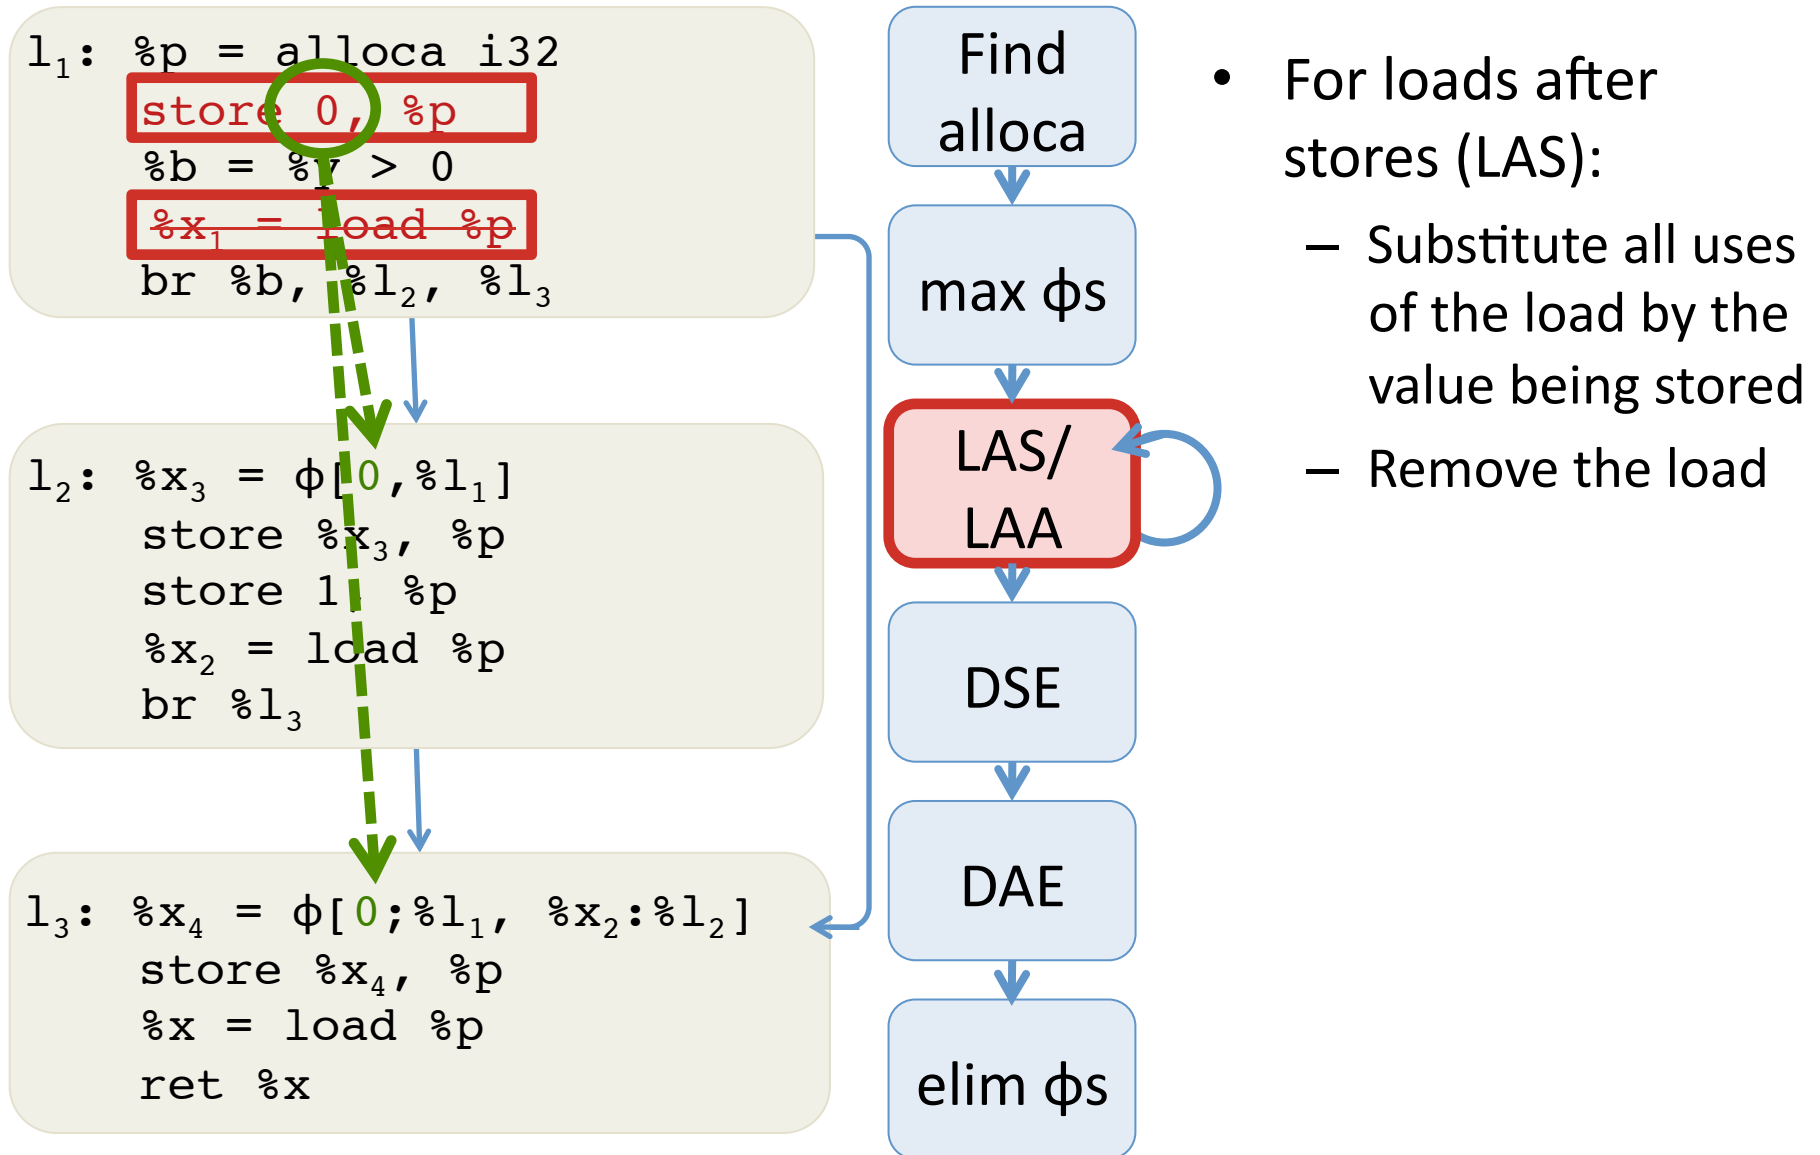 l₁: %p = alloca i32
store 0, %p
%b = %y > 0
%x₁ = load %p
br %b, %l₂, %l₃
l₂: %x₃ = ϕ[0,%l₁]
store %x₃, %p
store 1, %p
%x₂ = load %p
br %l₃
l₃: %x₄ = ϕ[0;%l₁, %x₂:%l₂]
store %x₄, %p
%x = load %p
ret %x
Find
alloca
max ϕs
LAS/
LAA
DSE
DAE
elim ϕs
• For loads after
stores (LAS):
– Substitute all uses
of the load by the
value being stored
– Remove the load